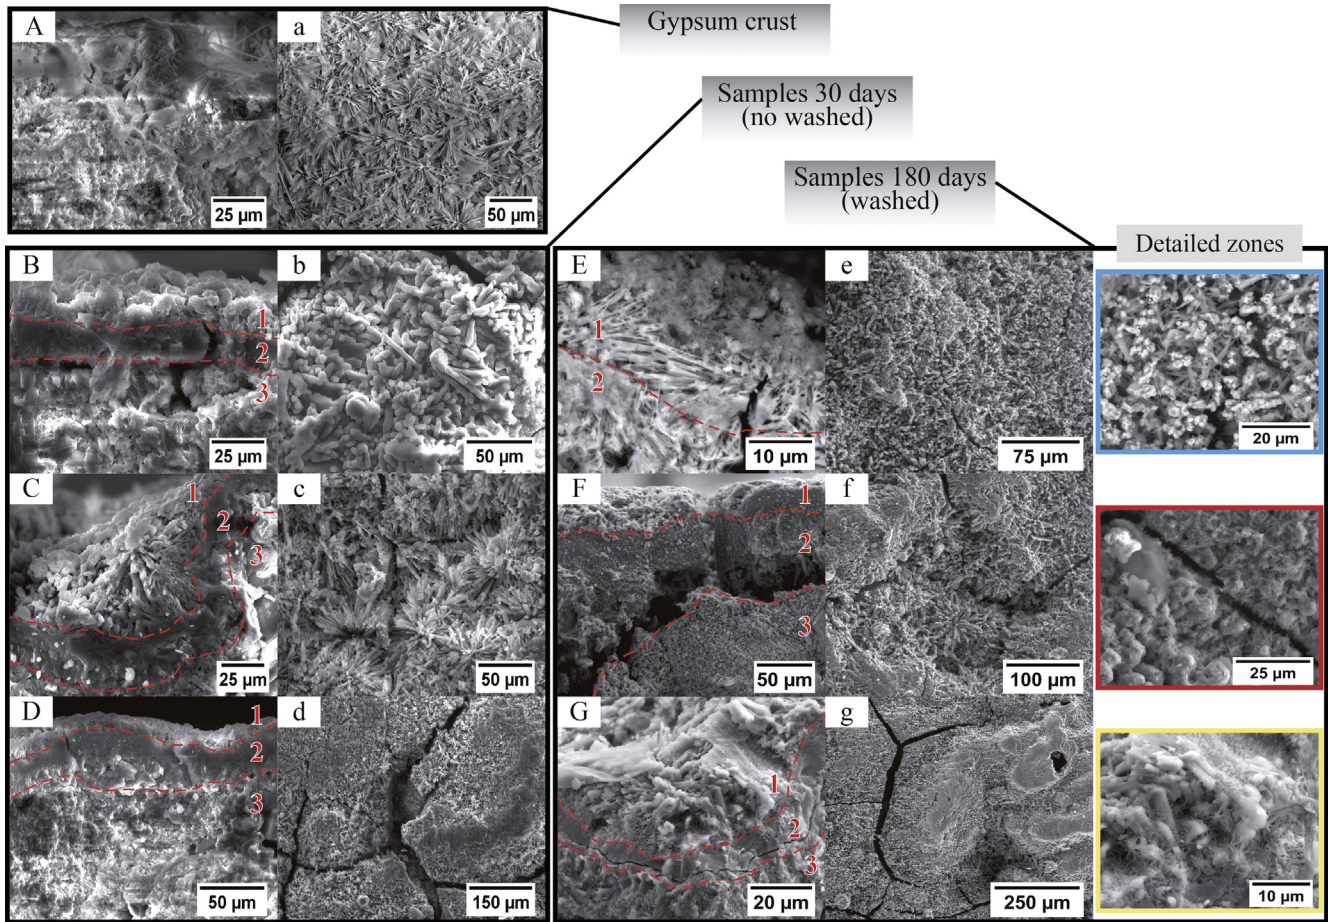 A
a
Gypsum crust
25 µm
50 µm
Samples 30 days
(no washed)
Samples 180 days
(washed)
Detailed zones
B
1
2
3
25 µm
b
50 µm
E
1
2
10 µm
e
75 µm
20 µm
C
1
2
3
25 µm
c
50 µm
F
1
2
3
50 µm
f
100 µm
25 µm
D
1
2
3
50 µm
d
150 µm
G
1
2
3
20 µm
g
250 µm
10 µm